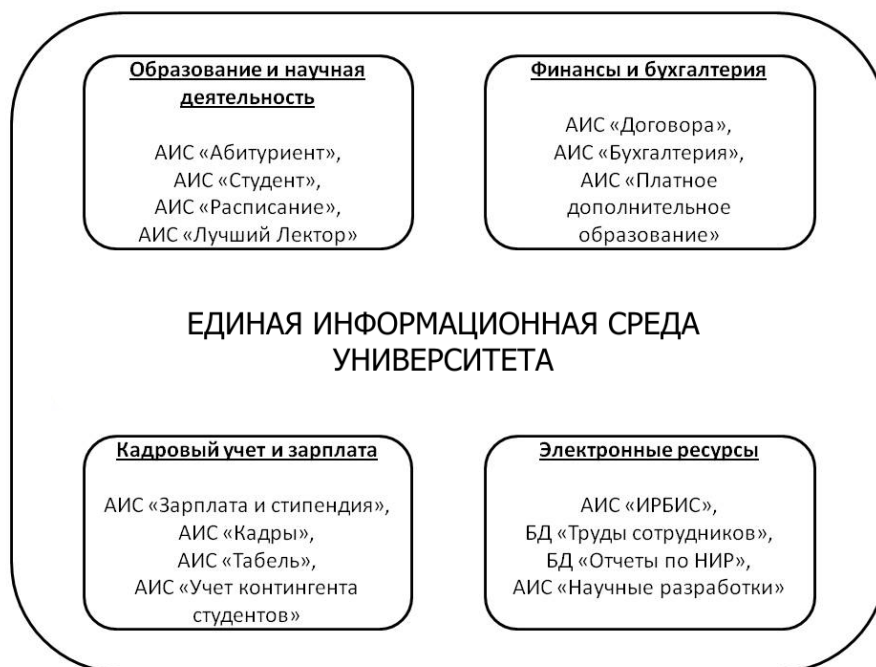 Образование и научная
деятельность
АИС «Абитуриент»,
АИС «Студент»,
АИС «Расписание»,
АИС «Лучший Лектор»
Финансы и бухгалтерия
АИС «Договора»,
АИС «Бухгалтерия»,
АИС «Платное
дополнительное
образование»
ЕДИНАЯ ИНФОРМАЦИОННАЯ СРЕДА
УНИВЕРСИТЕТА
Кадровый учет и зарплата
АИС «Зарплата и стипендия»,
АИС «Кадры»,
АИС «Табель»,
АИС «Учет контингента
студентов»
Электронные ресурсы
АИС «ИРБИС»,
БД «Труды сотрудников»,
БД «Отчеты по НИР»,
АИС «Научные разработки»